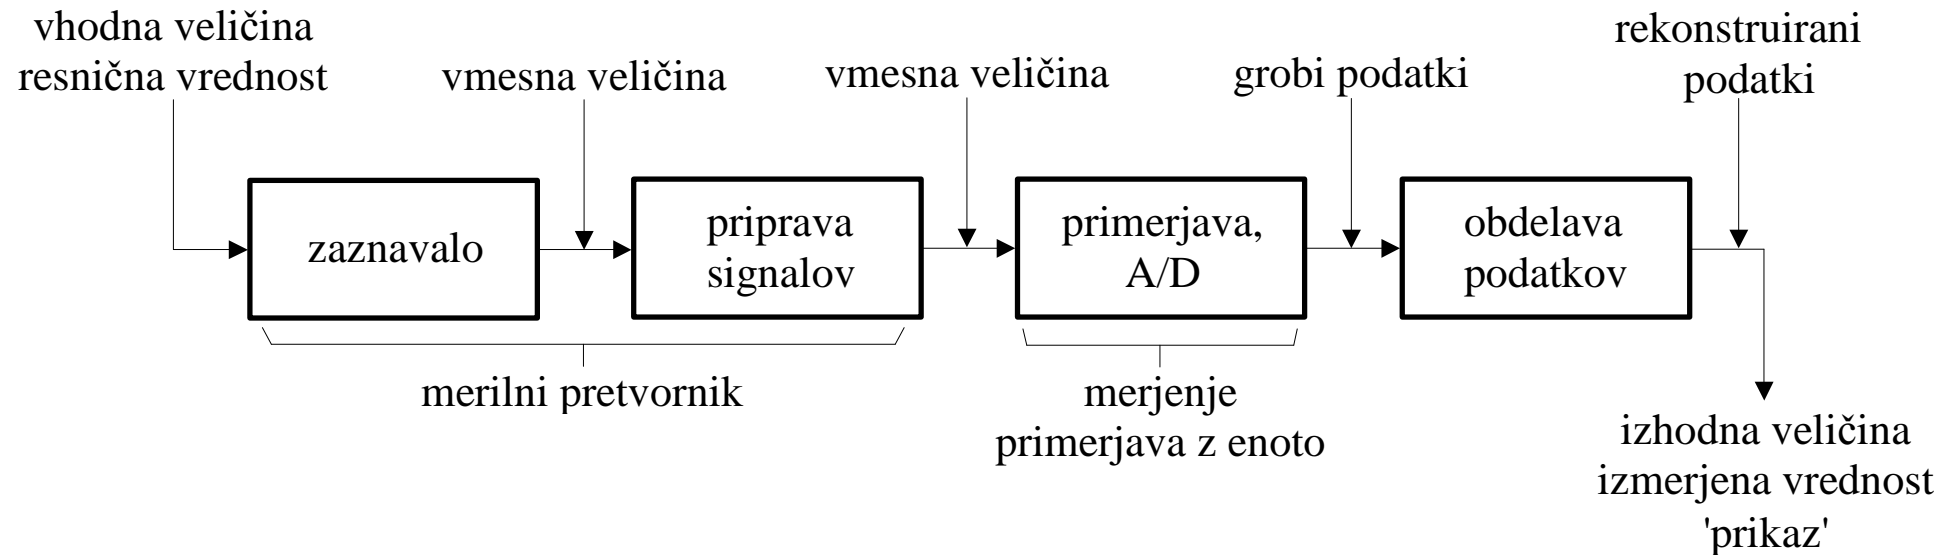 vhodna veličina
resnična vrednost
vmesna veličina
vmesna veličina
grobi podatki
rekonstruirani
podatki
zaznavalo
priprava
signalov
primerjava,
A/D
obdelava
podatkov
merilni pretvornik
merjenje
primerjava z enoto
izhodna veličina
izmerjena vrednost
'prikaz'